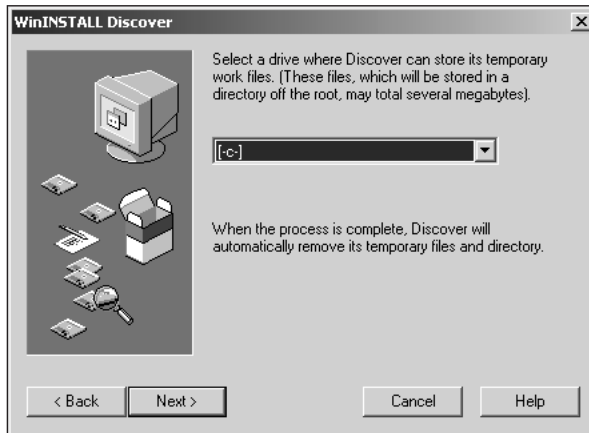 WinINSTALL Discover
Select a drive where Discover can store its temporary
work files. (These files, which will be stored in a
directory off the root, may total several megabytes).
[-c-]
When the process is complete, Discover will
automatically remove its temporary files and directory.
< Back
Next >
Cancel
Help